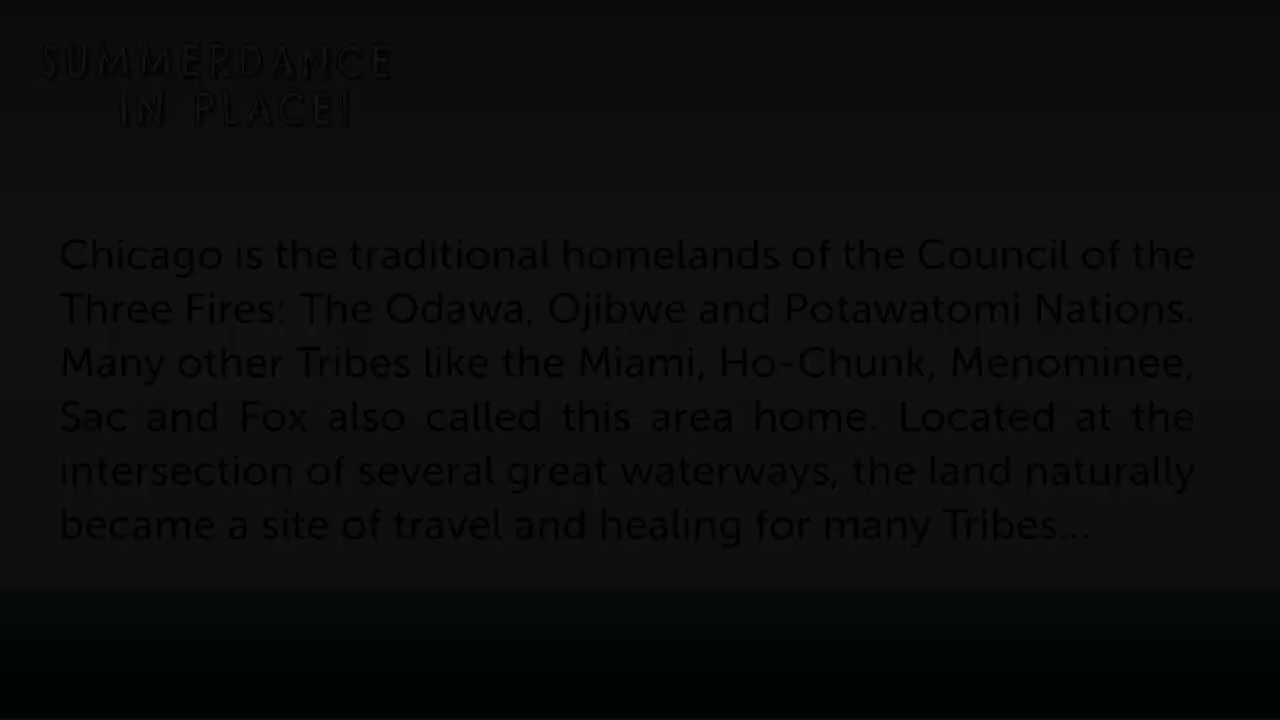 SUMMERDANCE
IN PLACE!
Chicago is the traditional homelands of the Council of the
Three Fires: The Odawa, Ojibwe and Potawatomi Nations.
Many other Tribes like the Miami, Ho-Chunk, Menominee,
Sac and Fox also called this area home. Located at the
intersection of several great waterways, the land naturally
became a site of travel and healing for many Tribes...